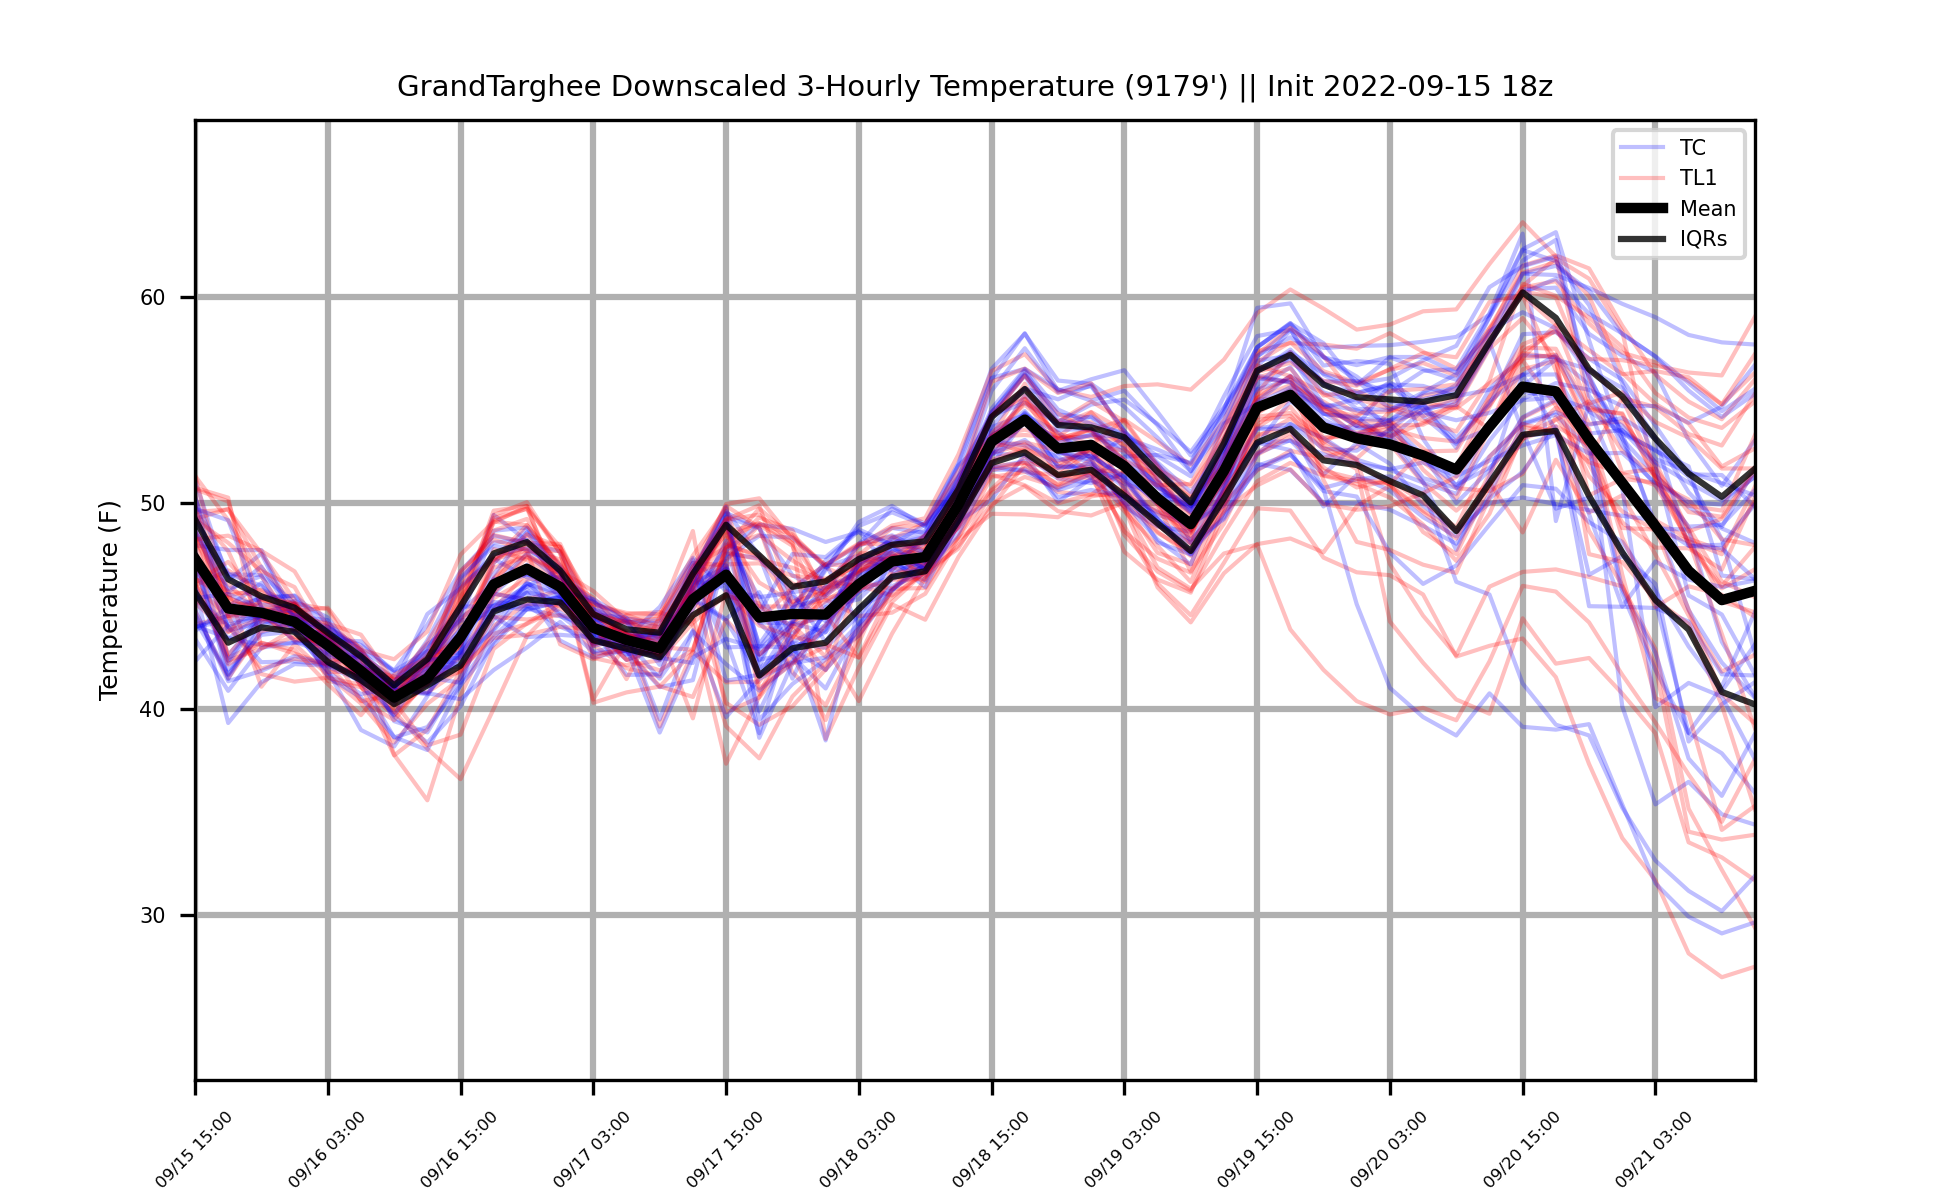 GrandTarghee Downscaled 3-Hourly Temperature (9179') || Init 2022-09-15 18z
TC
TL1
Mean
IQRs
Temperature (F)
60
50
40
30
09/15 15:00
09/16 03:00
09/16 15:00
09/17 03:00
09/17 15:00
09/18 03:00
09/18 15:00
09/19 03:00
09/19 15:00
09/20 03:00
09/20 15:00
09/21 03:00